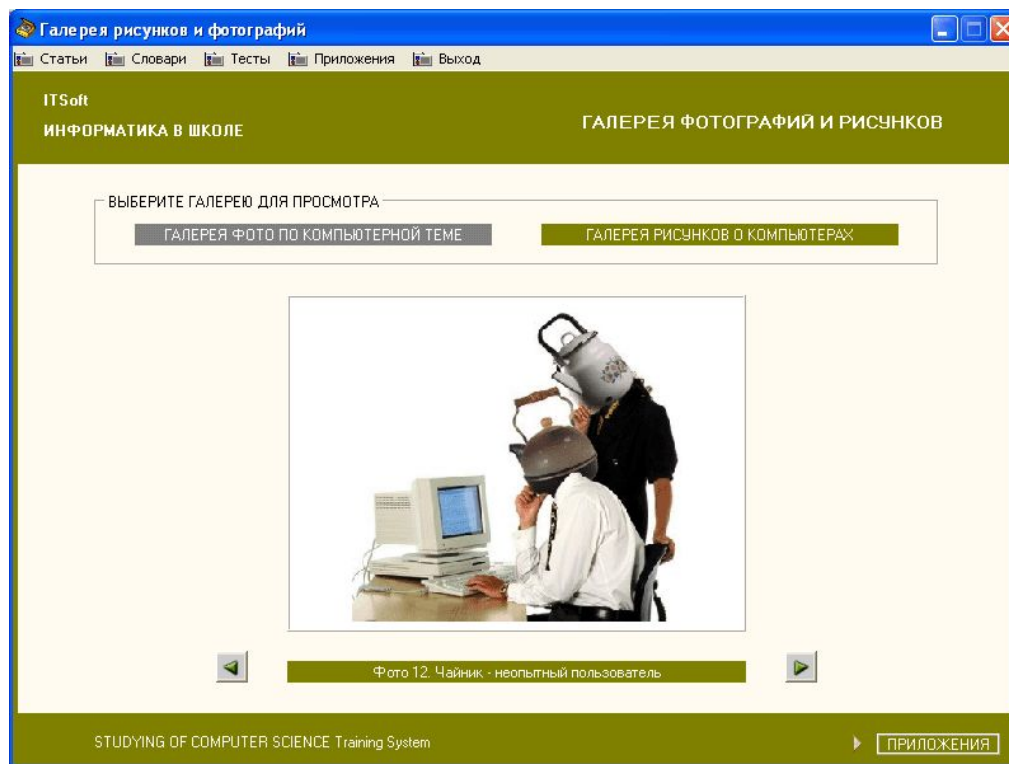 Галерея рисунков и фотографий
Статьи Словари Тесты Приложения Выход
ITSoft
ИНФОРМАТИКА В ШКОЛЕ
ГАЛЕРЕЯ ФОТОГРАФИЙ И РИСУНКОВ
ВЫБЕРИТЕ ГАЛЕРЕЮ ДЛЯ ПРОСМОТРА
ГАЛЕРЕЯ ФОТО ПО КОМПЬЮТЕРНОЙ ТЕМЕ ГАЛЕРЕЯ РИСУНКОВ О КОМПЬЮТЕРАХ
Фото 12. Чайник - неопытный пользователь
STUDYING OF COMPUTER SCIENCE Training System
ПРИЛОЖЕНИЯ